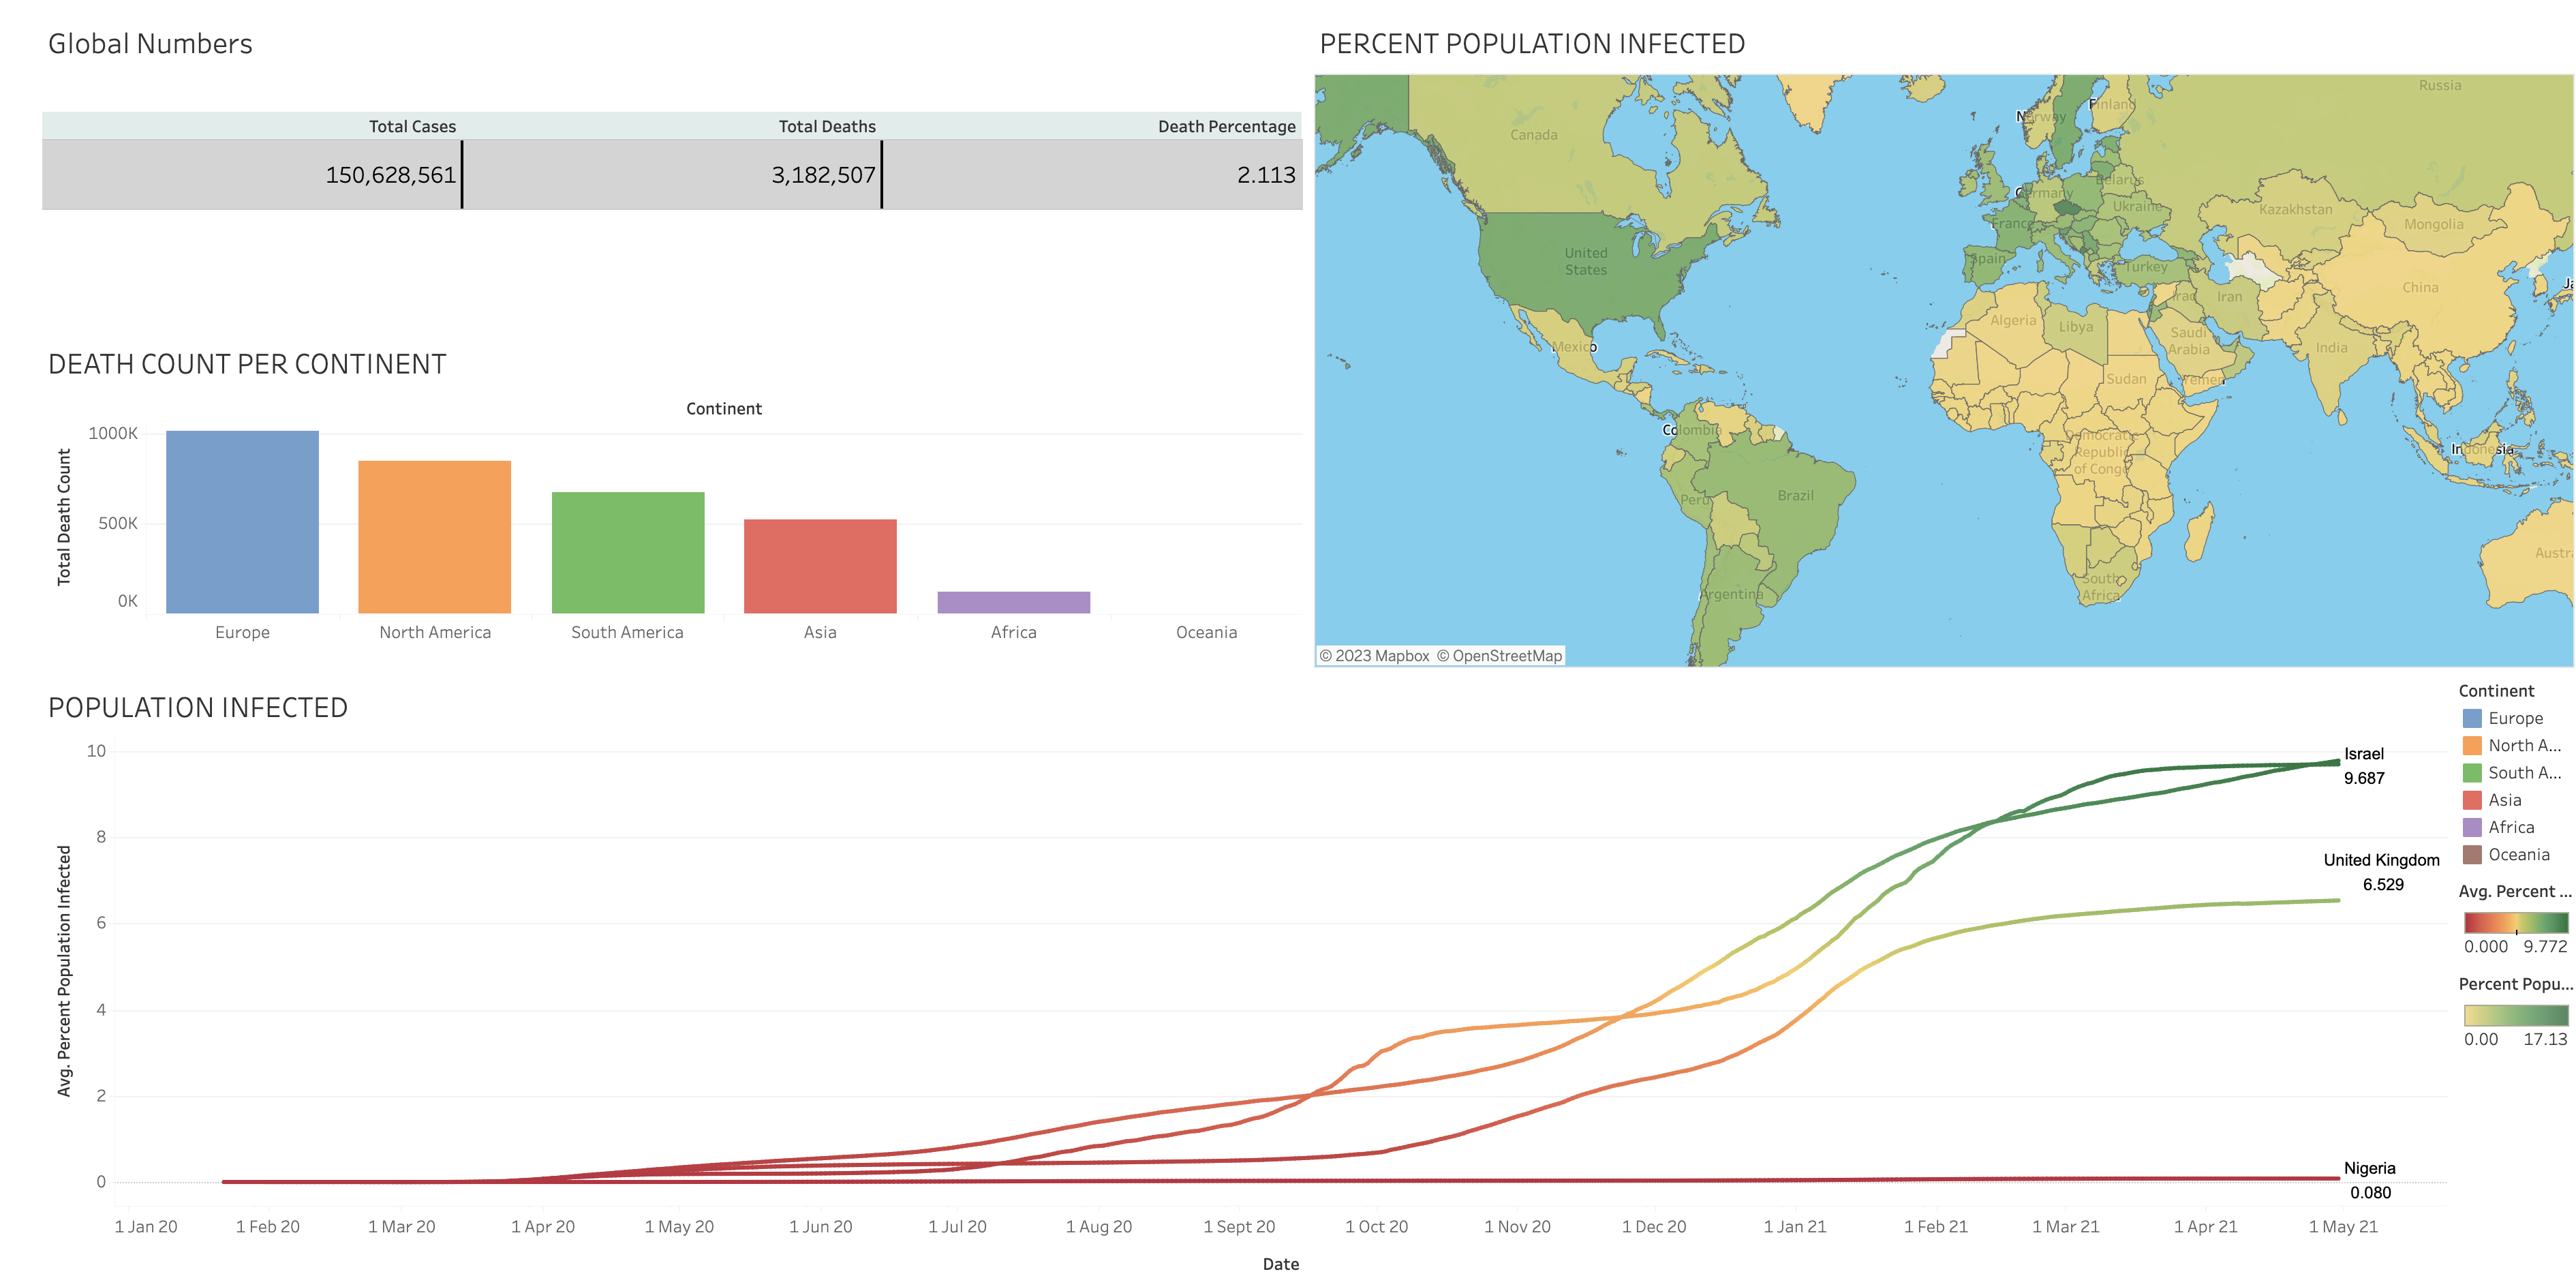 Global Numbers
Total Cases Total Deaths Death Percentage
150,628,561 3,182,507 2.113
DEATH COUNT PER CONTINENT
Continent
Total Death Count
1000K
500K
0K
Europe North America South America Asia Africa Oceania
PERCENT POPULATION INFECTED
Russia
Canada
Finland
Norway
Belarus
Germany
Ukraine
Kazakhstan
Mongolia
France
United
States
Spain
Turkey
China
Iraq
Iran
Algeria
Libya
Saudi
Arabia
India
Mexico
Sudan
Yemen
Colombia
Democratic
Republic
of Congo
Indonesia
Peru
Brazil
Austr
South
Africa
Argentina
© 2023 Mapbox © OpenStreetMap
POPULATION INFECTED
Avg. Percent Population Infected
10
8
6
4
2
0
Israel
9.687
United Kingdom
6.529
Nigeria
0.080
1 Jan 20 1 Feb 20 1 Mar 20 1 Apr 20 1 May 20 1 Jun 20 1 Jul 20 1 Aug 20 1 Sept 20 1 Oct 20 1 Nov 20 1 Dec 20 1 Jan 21 1 Feb 21 1 Mar 21 1 Apr 21 1 May 21
Date
Continent
Europe
North A...
South A...
Asia
Africa
Oceania
Avg. Percent ...
0.000 9.772
Percent Popu...
0.00 17.13